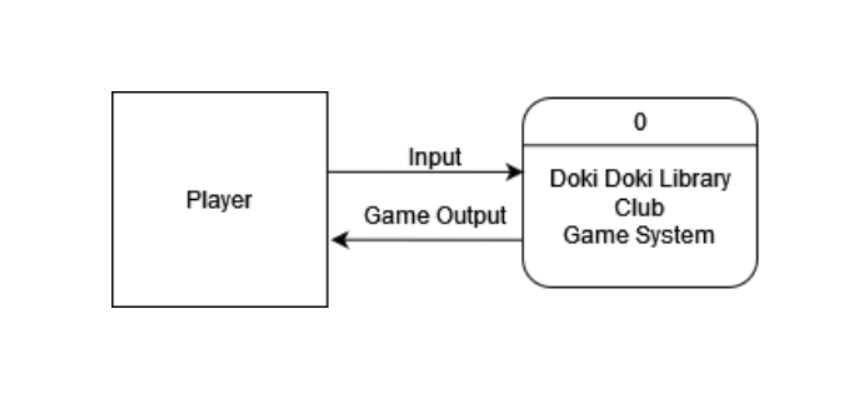 Player
Input
Game Output
0
Doki Doki Library
Club
Game System